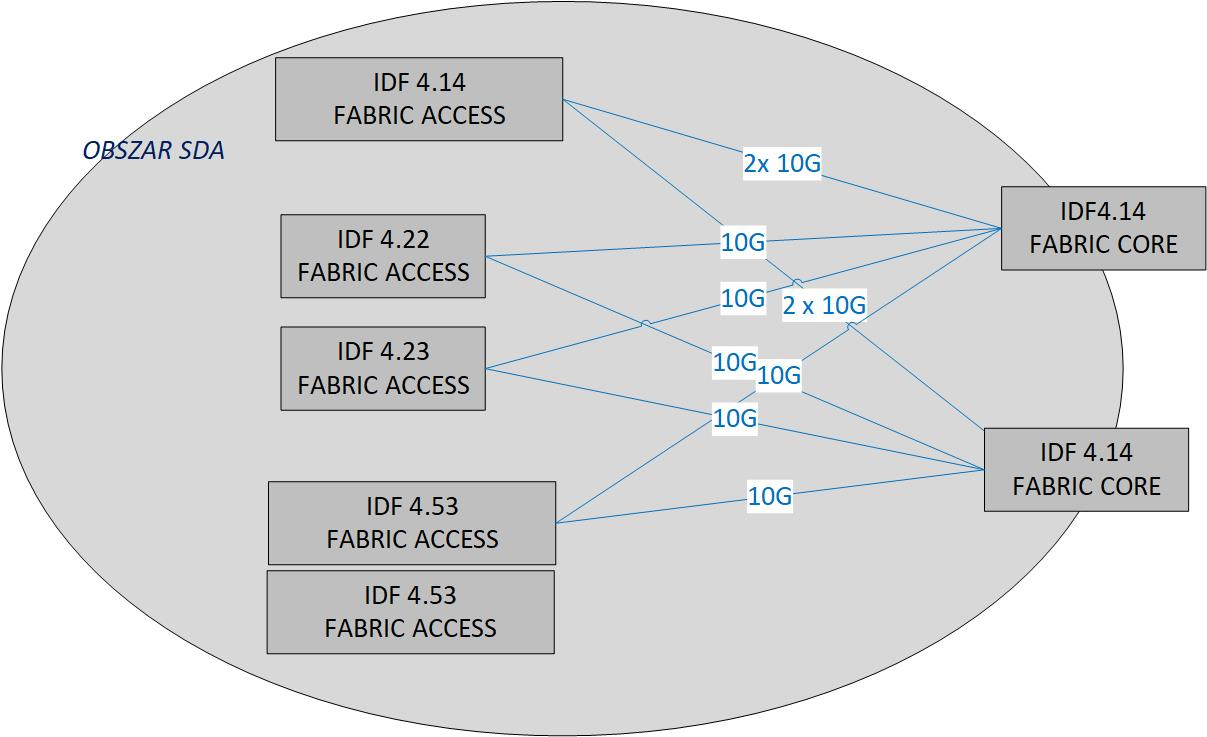 IDF 4.14
FABRIC ACCESS
OBSZAR SDA
2x 10G
IDF4.14
FABRIC CORE
IDF 4.22
FABRIC ACCESS
10G
10G
2 x 10G
IDF 4.23
FABRIC ACCESS
10G
10G
10G
IDF 4.14
FABRIC CORE
IDF 4.53
FABRIC ACCESS
10G
IDF 4.53
FABRIC ACCESS